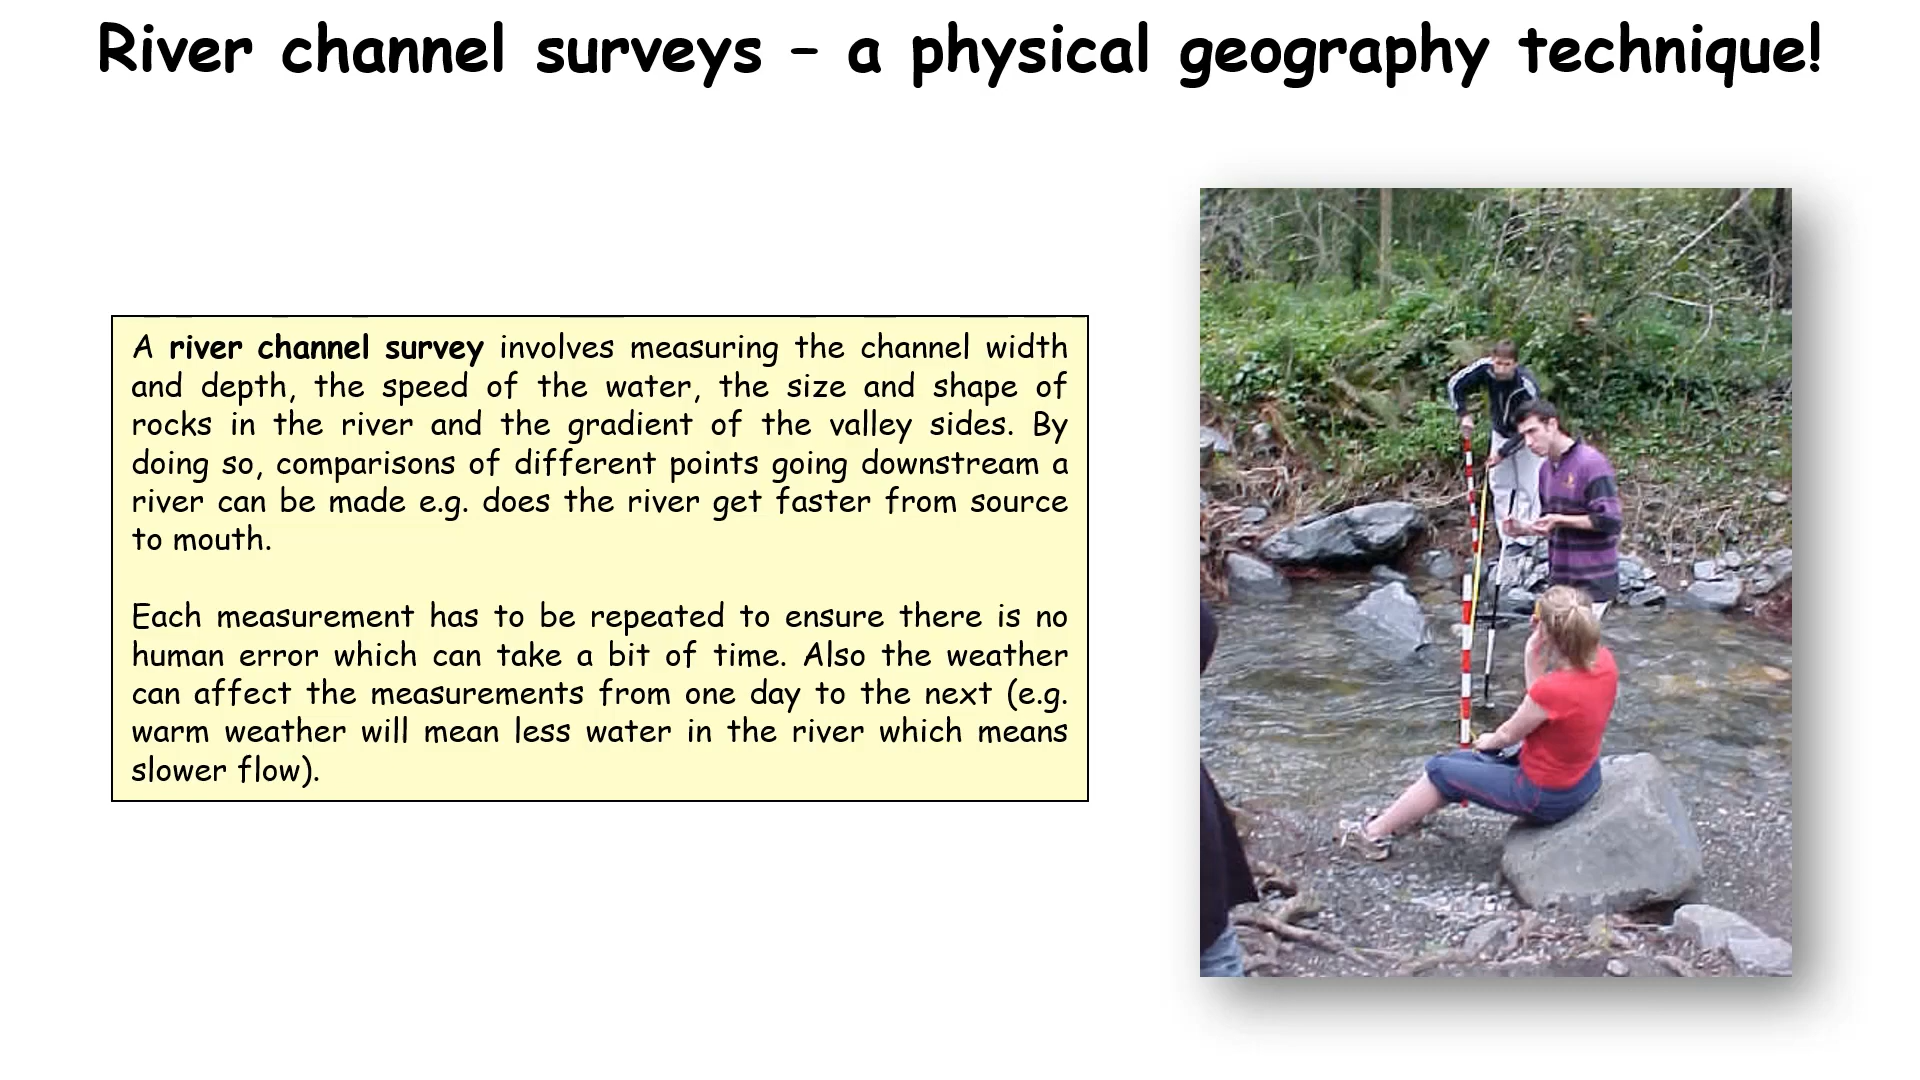 River channel surveys – a physical geography technique!
A river channel survey involves measuring the channel width
and depth, the speed of the water, the size and shape of
rocks in the river and the gradient of the valley sides. By
doing so, comparisons of different points going downstream a
river can be made e.g. does the river get faster from source
to mouth.
Each measurement has to be repeated to ensure there is no
human error which can take a bit of time. Also the weather
can affect the measurements from one day to the next (e.g.
warm weather will mean less water in the river which means
slower flow).